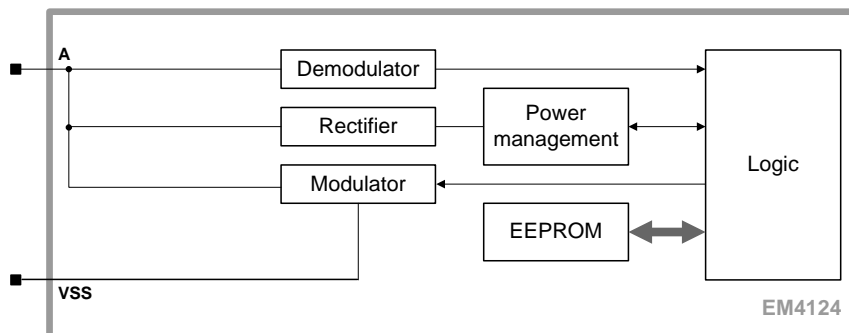 A
Demodulator
Rectifier
Power
management
Modulator
Logic
EEPROM
VSS
EM4124